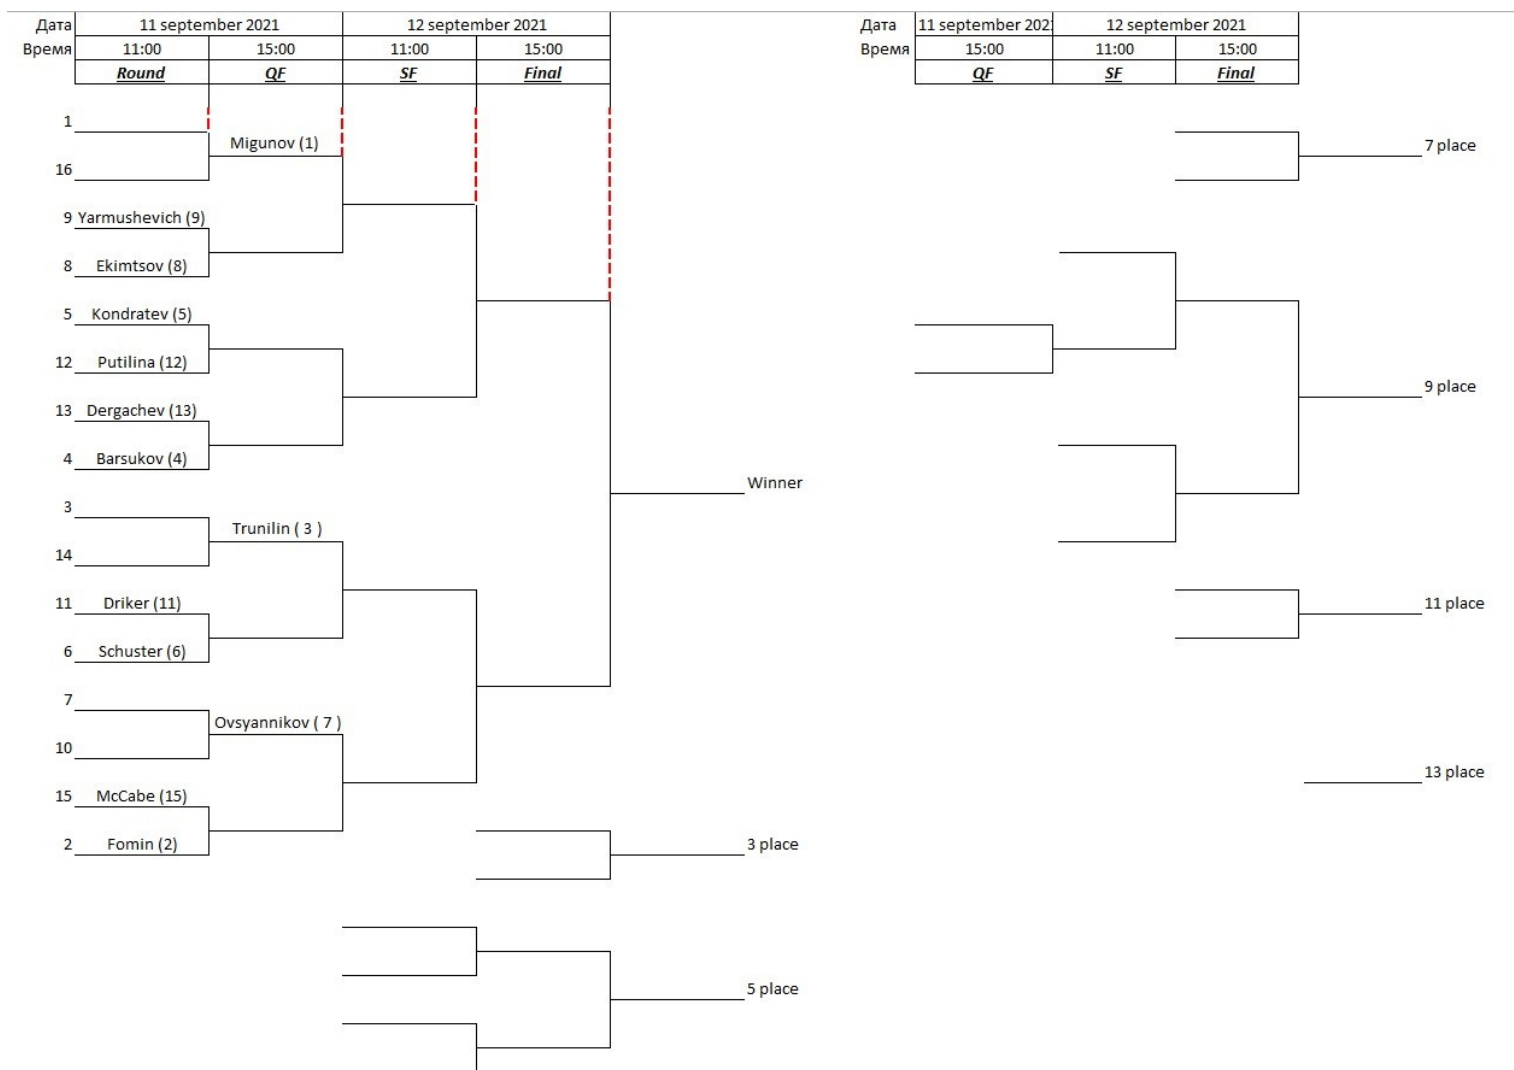 Дата 11 september 2021 12 september 2021 Дата 11 september 202
Время 11:00 15:00 11:00 15:00 Время 15:00 11:00 15:00
Round QF SF Final QF SF Final
12 september 2021
1
Migunov (1)
7 place
16
9 Yarmushevich (9)
8 Ekimtsov (8)
5 Kondratev (5)
12 Putilina (12)
9 place
13 Dergachev (13)
4 Barsukov (4)
Winner
3
Trunilin ( 3 )
14
11 Driker (11)
11 place
6 Schuster (6)
7
Ovsyannikov ( 7 )
10
13 place
15 McCabe (15)
2 Fomin (2)
3 place
5 place